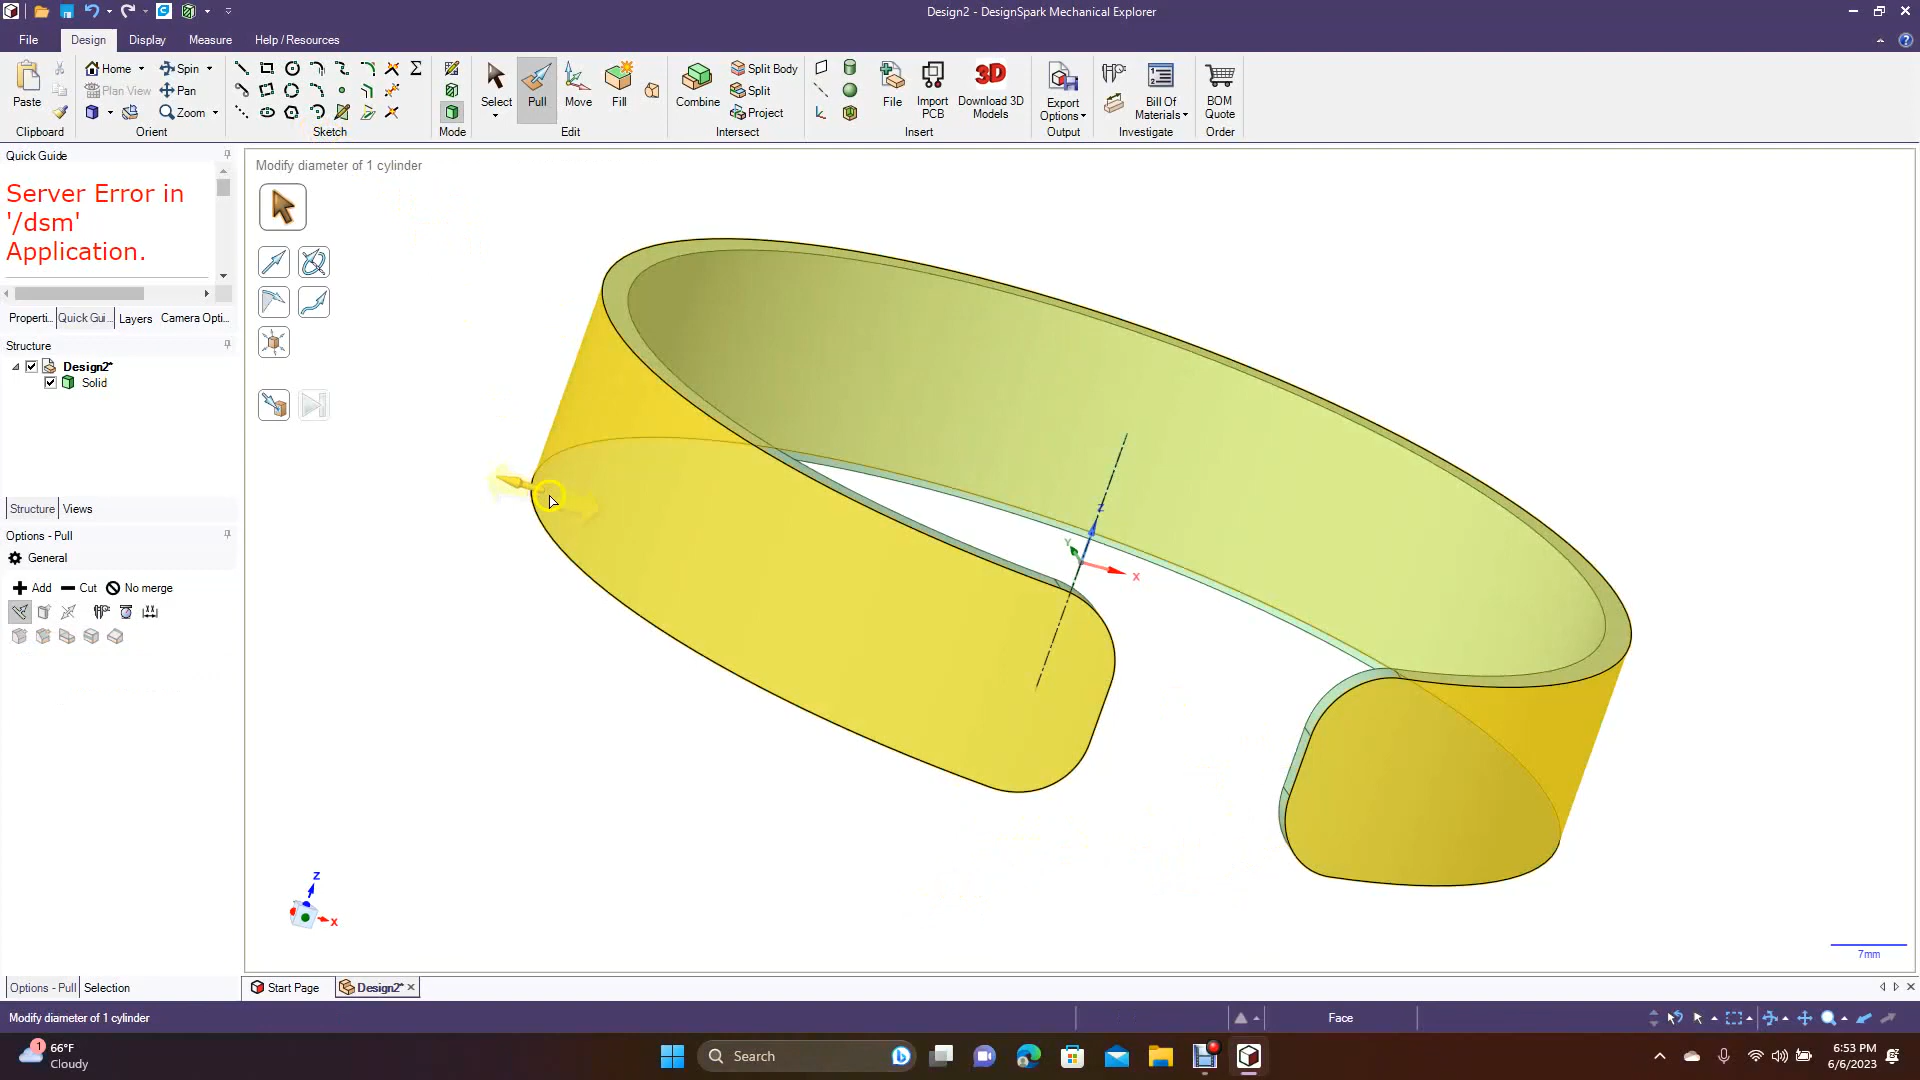 Design2 - DesignSpark Mechanical Explorer
File
Design
Display
Measure
Help / Resources
Paste
Clipboard
Home
Spin
Plan View
Pan
Zoom
Orient
Sketch
Mode
Select
Pull
Move
Fill
Edit
Combine
Split Body
Split
Project
Intersect
File
Import PCB
Download 3D Models
Insert
Export Options
Output
Bill Of Materials
Investigate
BOM Quote
Order
Quick Guide
Server Error in
'/dsm'
Application.
Properti...
Quick Gui...
Layers
Camera Opti...
Structure
Design2*
Solid
Structure
Views
Options - Pull
General
Add
Cut
No merge
Options - Pull
Selection
Modify diameter of 1 cylinder
Z
Y
X
Z
X
7mm
Start Page
Design2*
Modify diameter of 1 cylinder
Face
1
66°F
Cloudy
Search
6:53 PM
6/6/2023